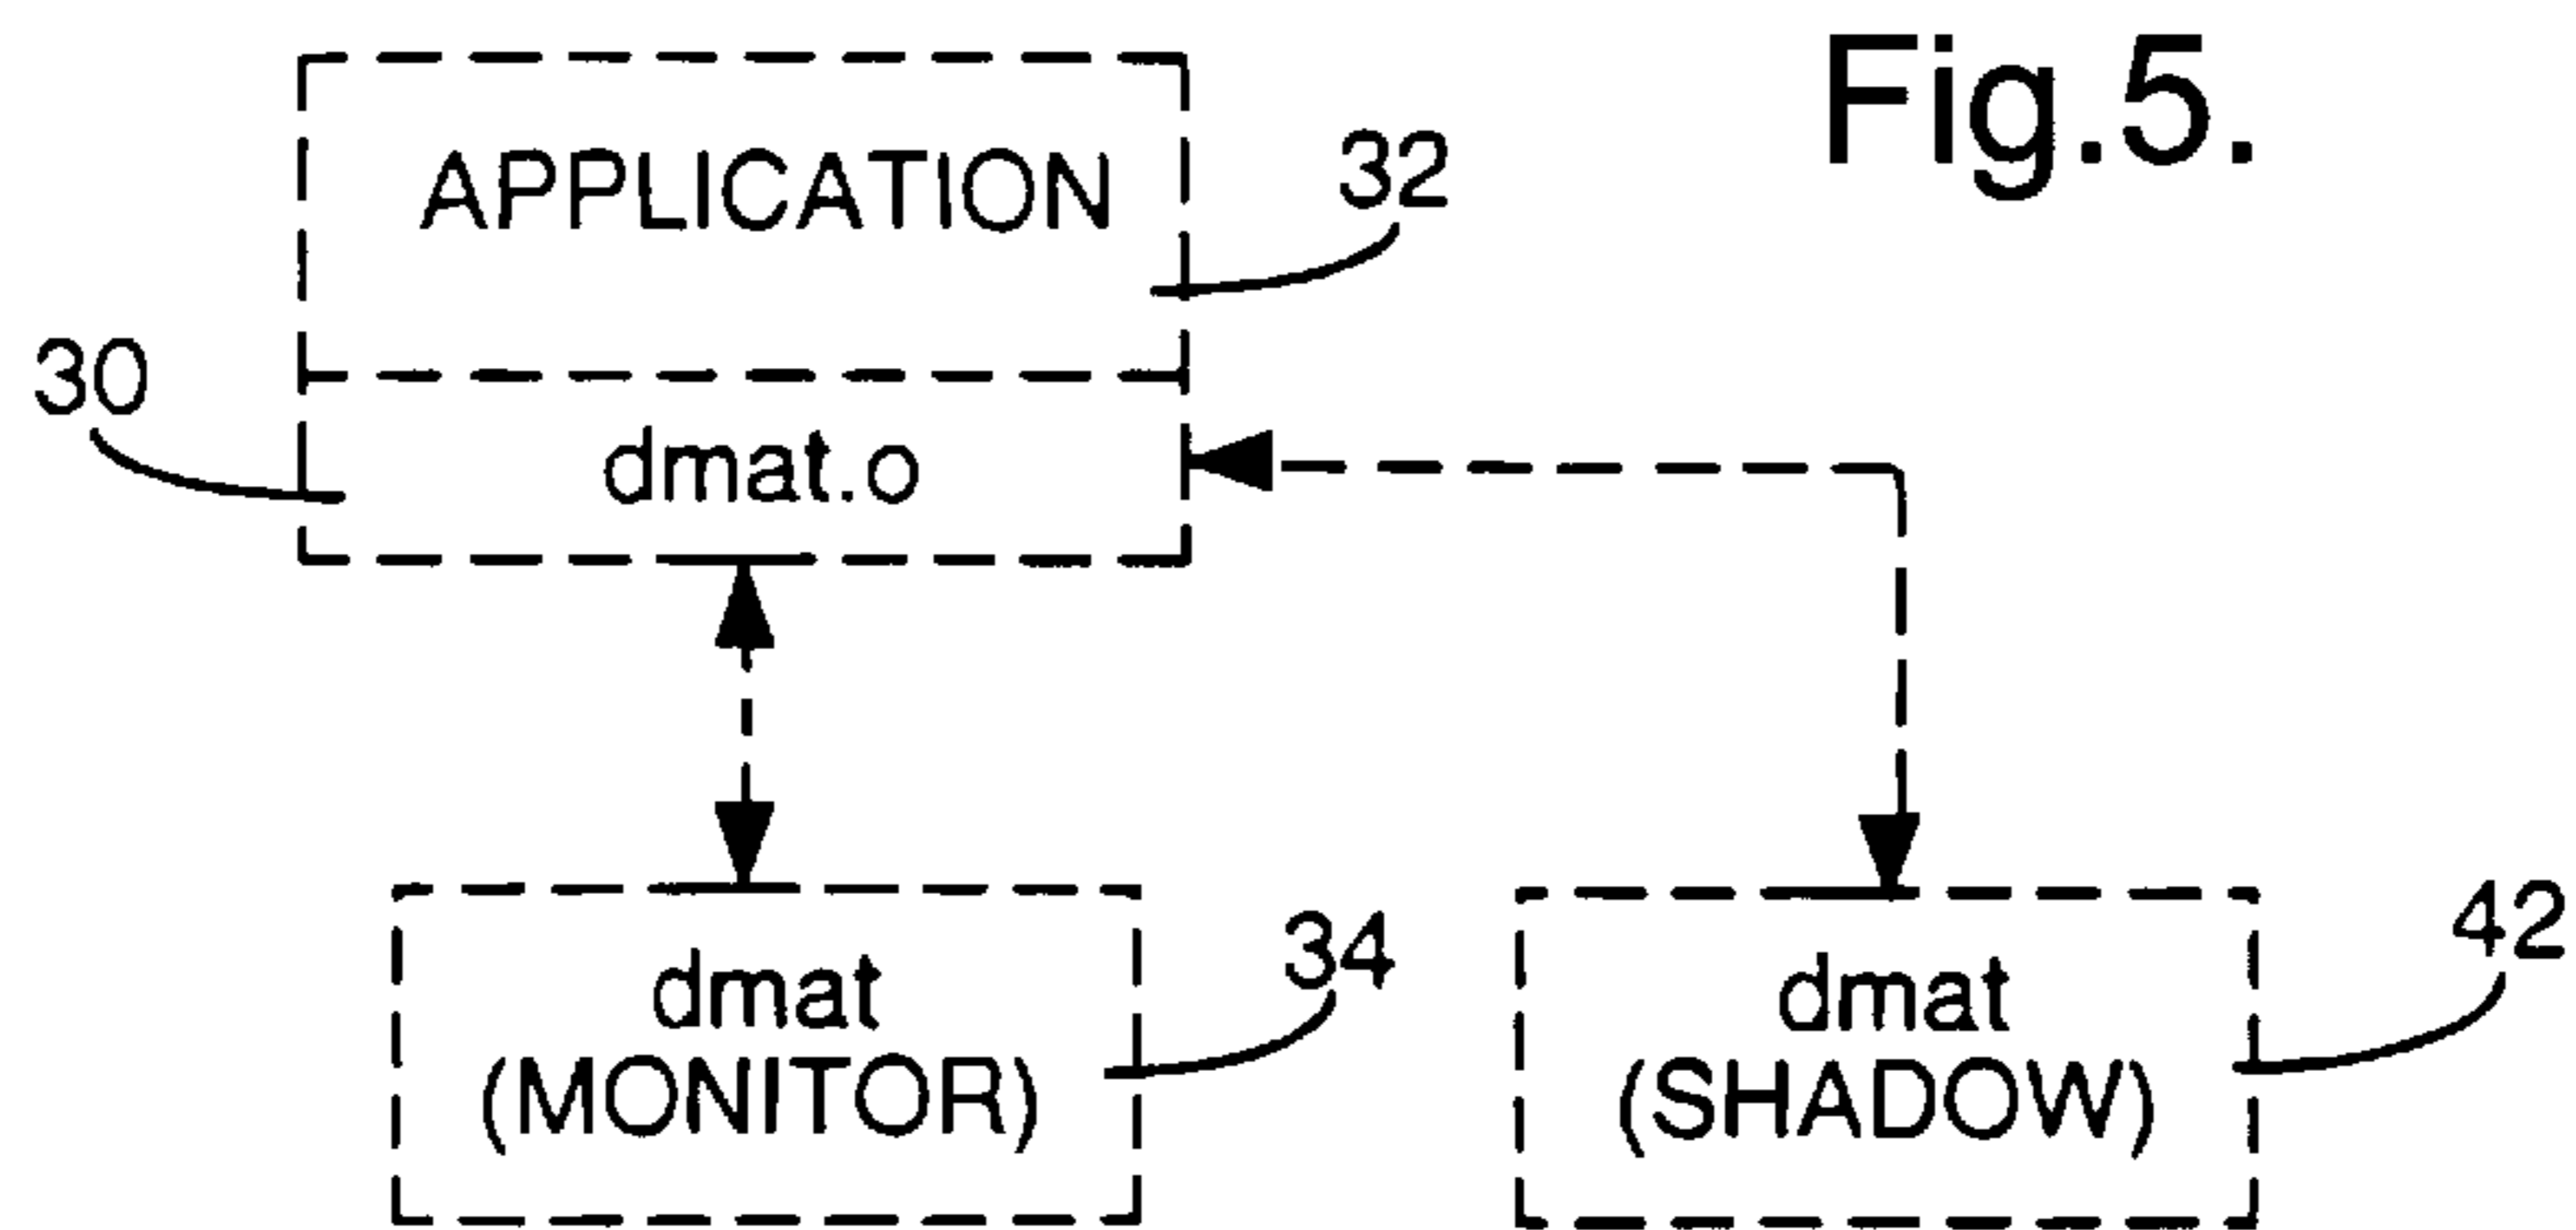 Fig.5.
APPLICATION
32
30
dmat.o
dmat
(MONITOR)
34
dmat
(SHADOW)
42